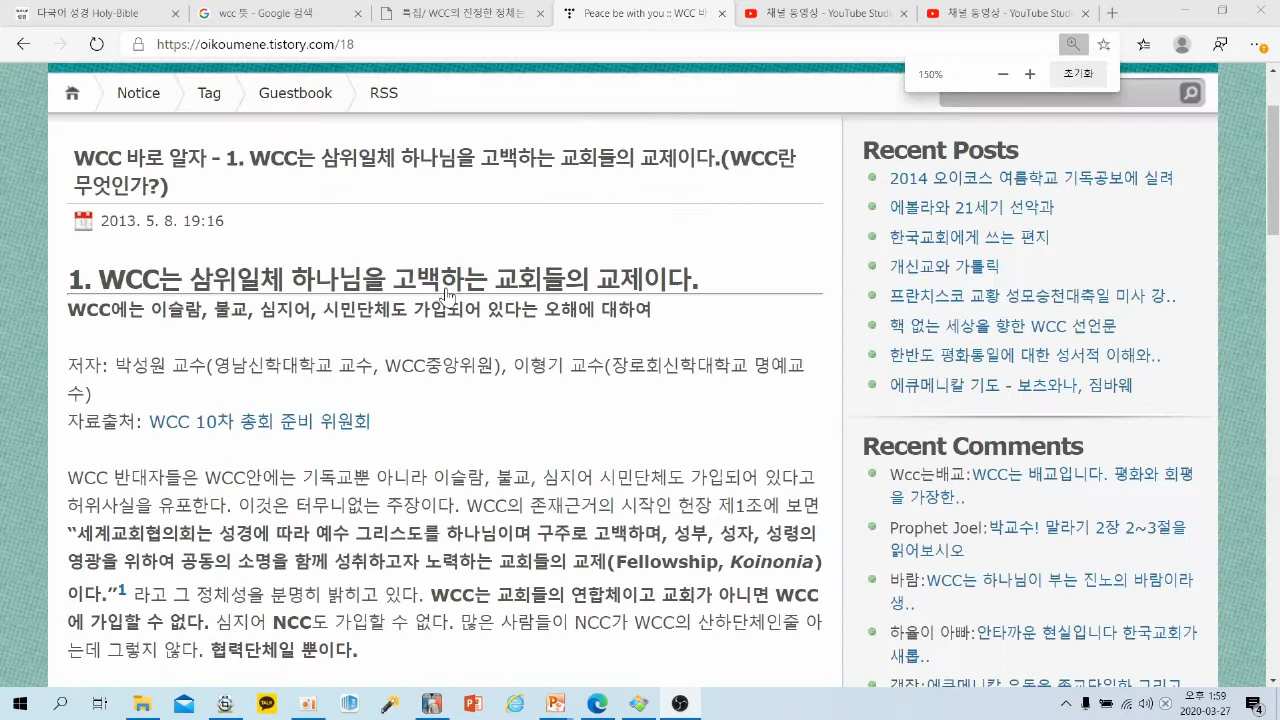 다국어 성경 Holy-Bible
wcc 뜻 - Google 검색
특집/ WCC의 진정한 정체는
Peace be with you :: WCC 바
채널 동영상 - YouTube Stud
채널 동영상 - YouTube Stud
https://oikoumene.tistory.com/18
150%
초기화
Notice
Tag
Guestbook
RSS
WCC 바로 알자 - 1. WCC는 삼위일체 하나님을 고백하는 교회들의 교제이다.(WCC란
무엇인가?)
2013. 5. 8. 19:16
1. WCC는 삼위일체 하나님을 고백하는 교회들의 교제이다.
WCC에는 이슬람, 불교, 심지어, 시민단체도 가입되어 있다는 오해에 대하여
저자: 박성원 교수(영남신학대학교 교수, WCC중앙위원), 이형기 교수(장로회신학대학교 명예교
수)
자료출처: WCC 10차 총회 준비 위원회
WCC 반대자들은 WCC안에는 기독교뿐 아니라 이슬람, 불교, 심지어 시민단체도 가입되어 있다고
허위사실을 유포한다. 이것은 터무니없는 주장이다. WCC의 존재근거의 시작인 헌장 제1조에 보면
“세계교회협의회는 성경에 따라 예수 그리스도를 하나님이며 구주로 고백하며, 성부, 성자, 성령의
영광을 위하여 공동의 소명을 함께 성취하고자 노력하는 교회들의 교제(Fellowship, Koinonia)
이다.”1 라고 그 정체성을 분명히 밝히고 있다. WCC는 교회들의 연합체이고 교회가 아니면 WCC
에 가입할 수 없다. 심지어 NCC도 가입할 수 없다. 많은 사람들이 NCC가 WCC의 산하단체인줄 아
는데 그렇지 않다. 협력단체일 뿐이다.
Recent Posts
2014 오이코스 여름학교 기독공보에 실려
에볼라와 21세기 선악과
한국교회에게 쓰는 편지
개신교와 가톨릭
프란치스코 교황 성모승천대축일 미사 강..
핵 없는 세상을 향한 WCC 선언문
한반도 평화통일에 대한 성서적 이해와..
에큐메니칼 기도 - 보츠와나, 짐바웨
Recent Comments
Wcc는배교:WCC는 배교입니다. 평화와 회평
을 가장한..
Prophet Joel:박교수! 말라기 2장 2~3절을
읽어보시오
바람:WCC는 하나님이 부는 진노의 바람이라
생..
하율이 아빠:안타까운 현실입니다 한국교회가
새롭..
오후 1:59
2020-03-27
4